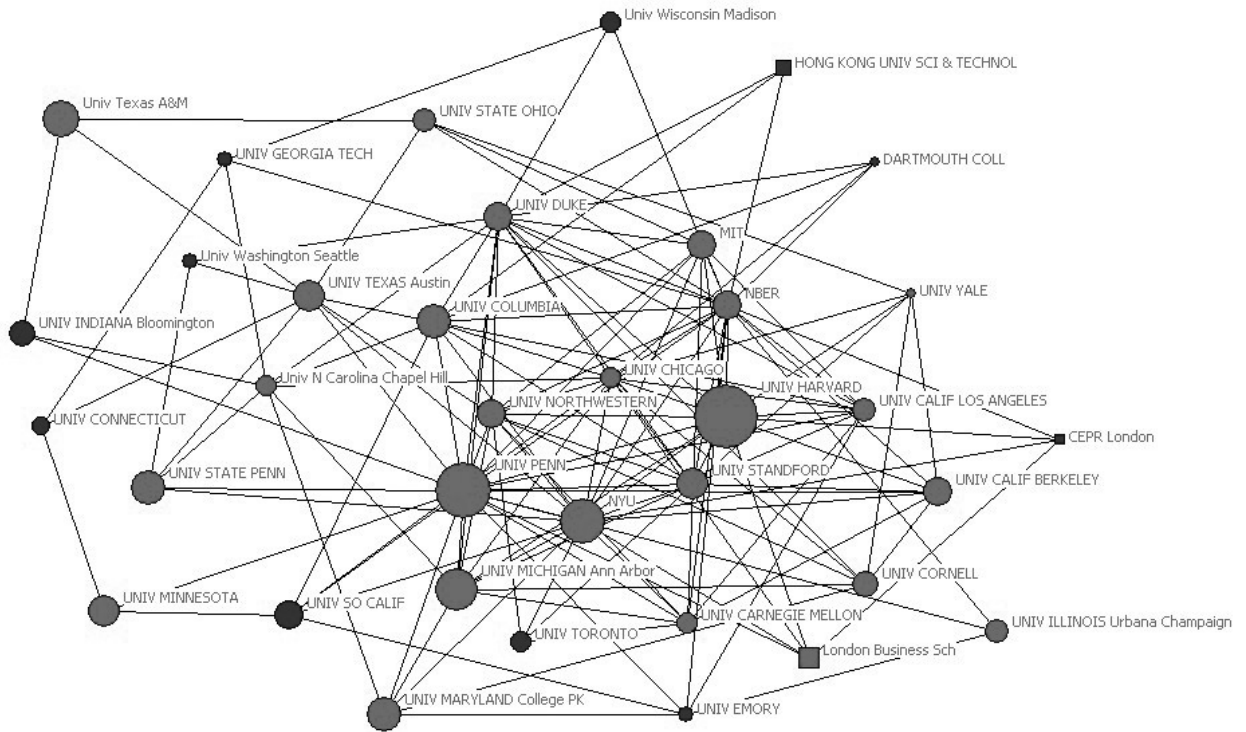 Univ Wisconsin Madison
HONG KONG UNIV SCI & TECHNOL
Univ Texas A&M
UNIV STATE OHIO
UNIV GEORGIA TECH
DARTMOUTH COLL
UNIV DUKE
MIT
Univ Washington Seattle
UNIV TEXAS Austin
UNIV COLUMBIA
NBER
UNIV YALE
UNIV INDIANA Bloomington
Univ N Carolina Chapel Hill
UNIV CHICAGO
UNIV HARVARD
UNIV NORTHWESTERN
UNIV CALIF LOS ANGELES
UNIV CONNECTICUT
CEPR London
UNIV STATE PENN
UNIV PENN
UNIV STANDFORD
UNIV CALIF BERKELEY
NYU
UNIV MICHIGAN Ann Arbor
UNIV CORNELL
UNIV MINNESOTA
UNIV SO CALIF
UNIV CARNEGIE MELLON
UNIV ILLINOIS Urbana Champaign
UNIV TORONTO
London Business Sch
UNIV MARYLAND College PK
UNIV EMORY